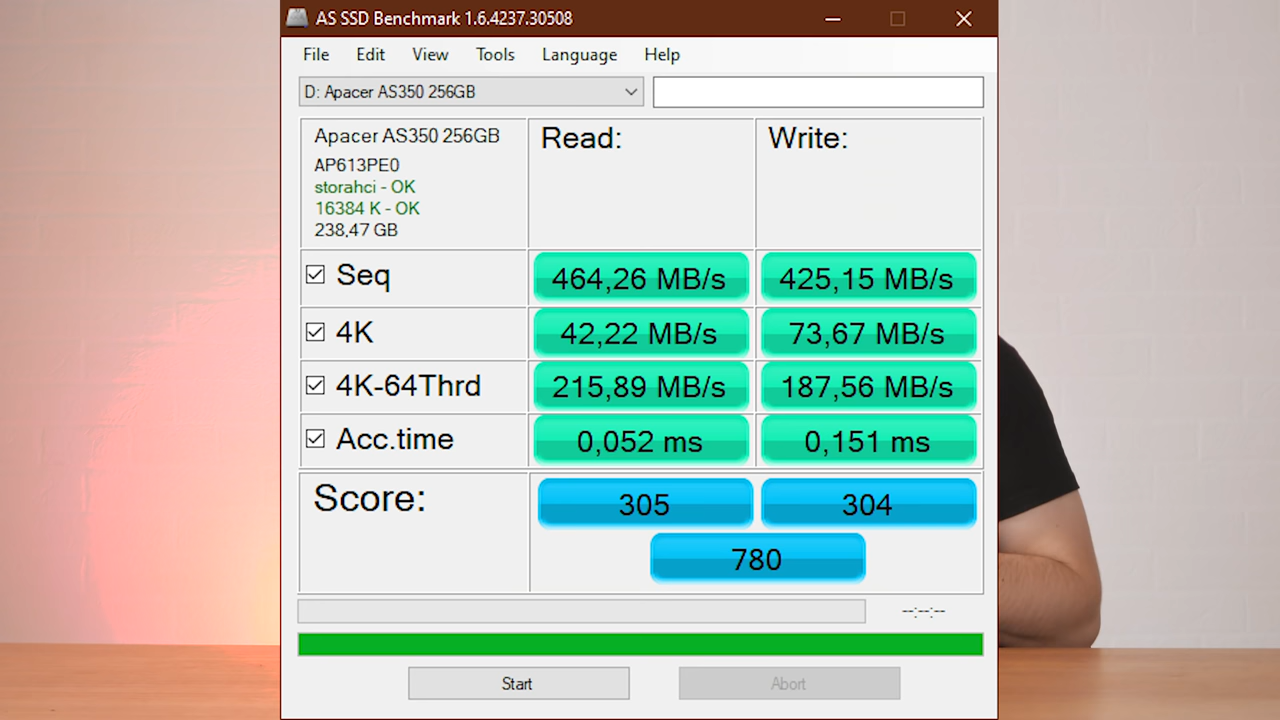 AS SSD Benchmark 1.6.4237.30508
File Edit View Tools Language Help
D: Apacer AS350 256GB
Apacer AS350 256GB
AP613PE0
storahci - OK
16384 K - OK
238,47 GB
Read: Write:
Seq 464,26 MB/s 425,15 MB/s
4K 42,22 MB/s 73,67 MB/s
4K-64Thrd 215,89 MB/s 187,56 MB/s
Acc.time 0,052 ms 0,151 ms
Score: 305 304
780
--:--:--
Start Abort